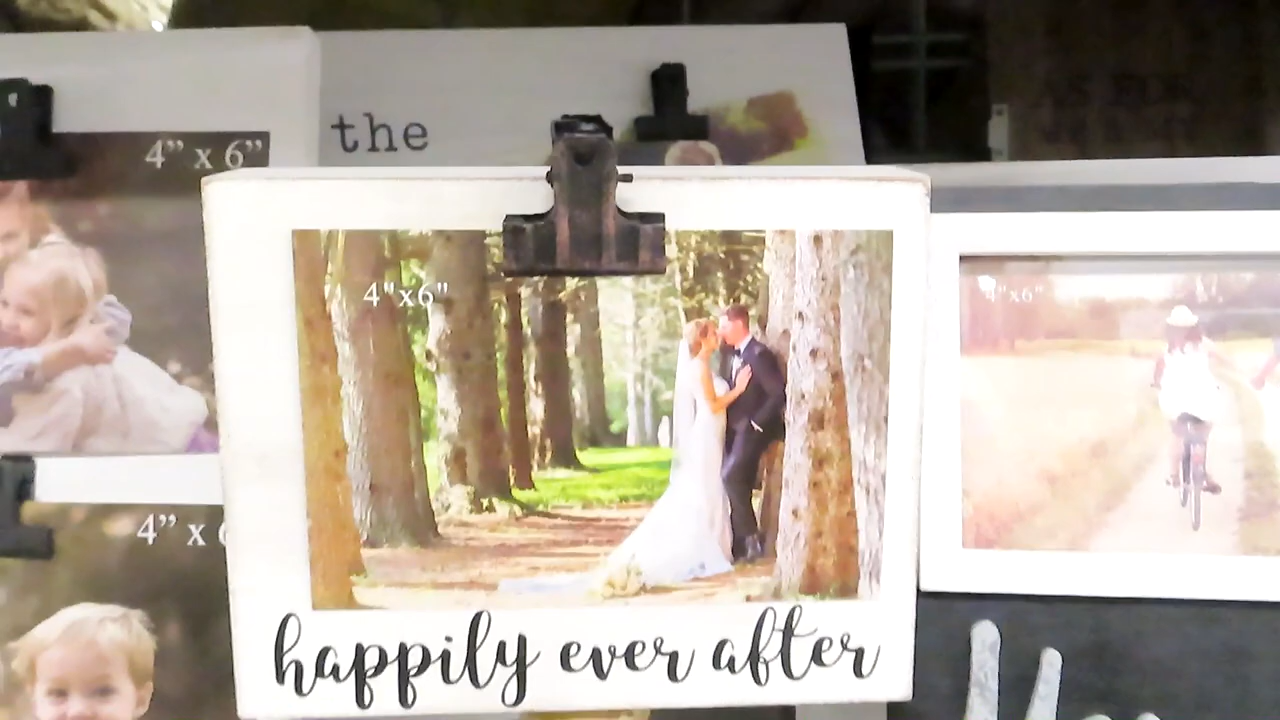 the
4” x 6”
4"x6"
4"x6"
4” x
happily ever after